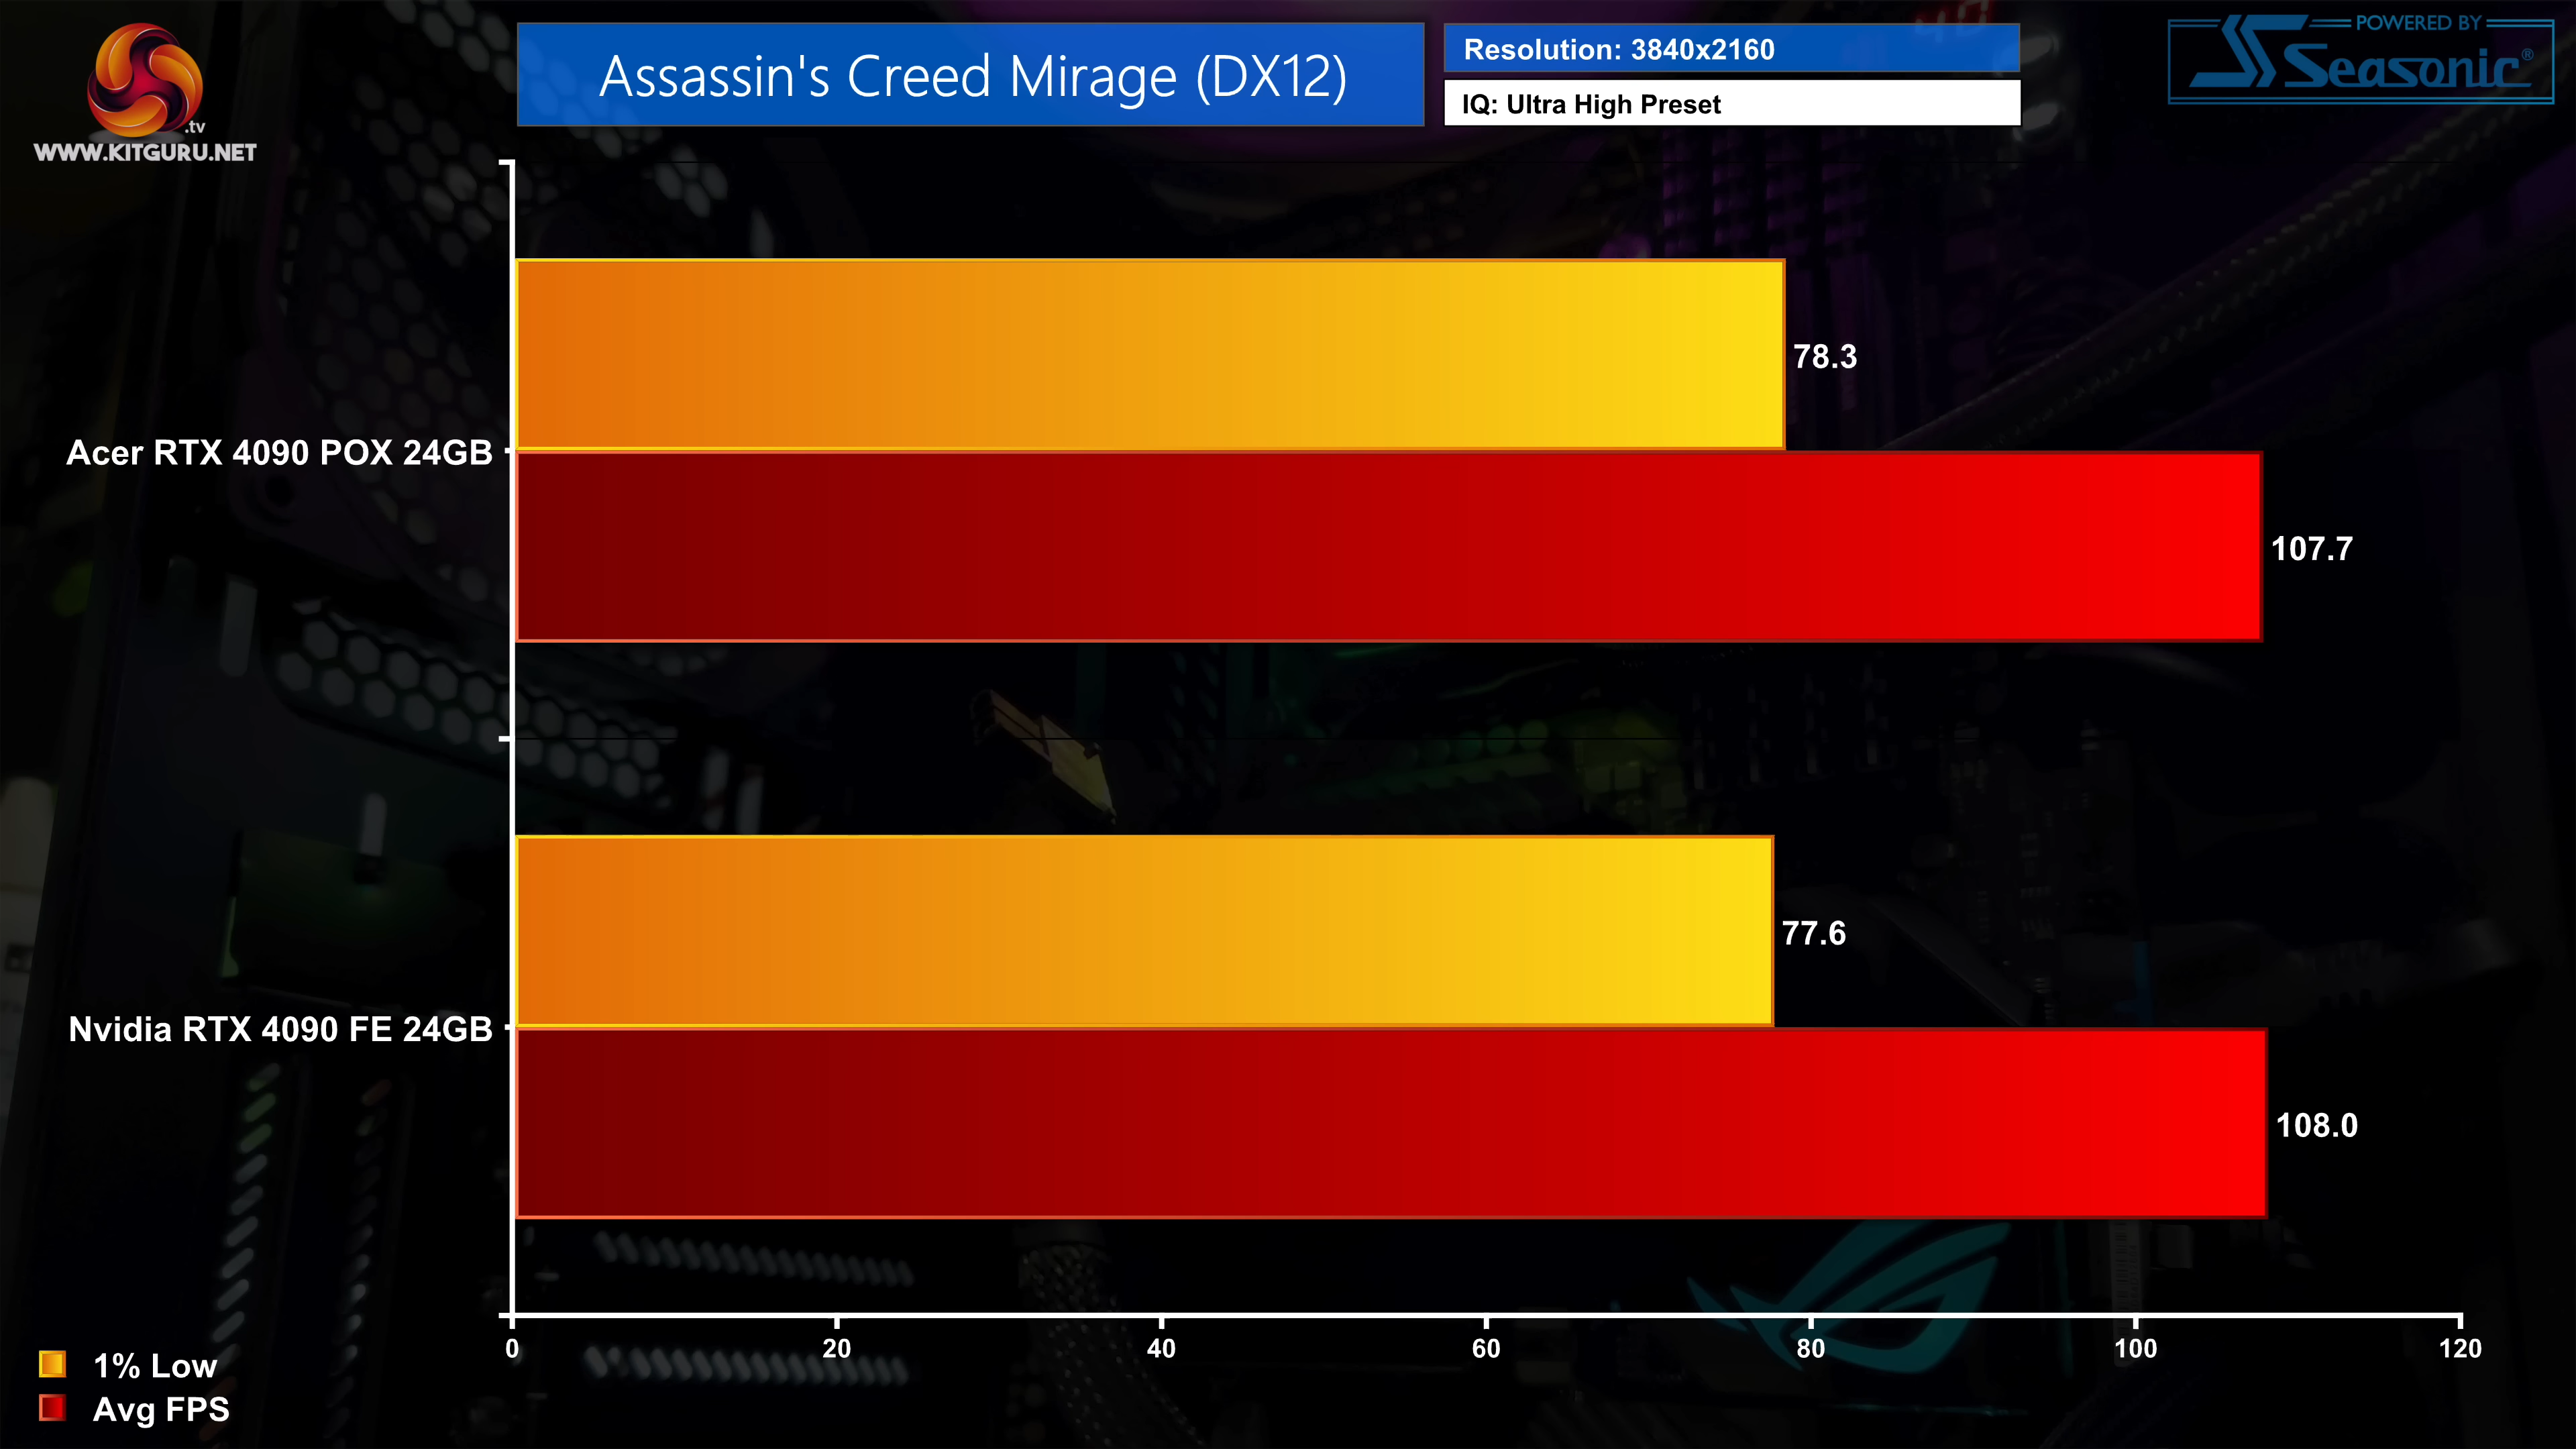 .tv
WWW.KITGURU.NET
Assassin's Creed Mirage (DX12)
Resolution: 3840x2160
IQ: Ultra High Preset
POWERED BY
Seasonic®
Acer RTX 4090 POX 24GB
78.3
107.7
Nvidia RTX 4090 FE 24GB
77.6
108.0
0 20 40 60 80 100 120
1% Low
Avg FPS